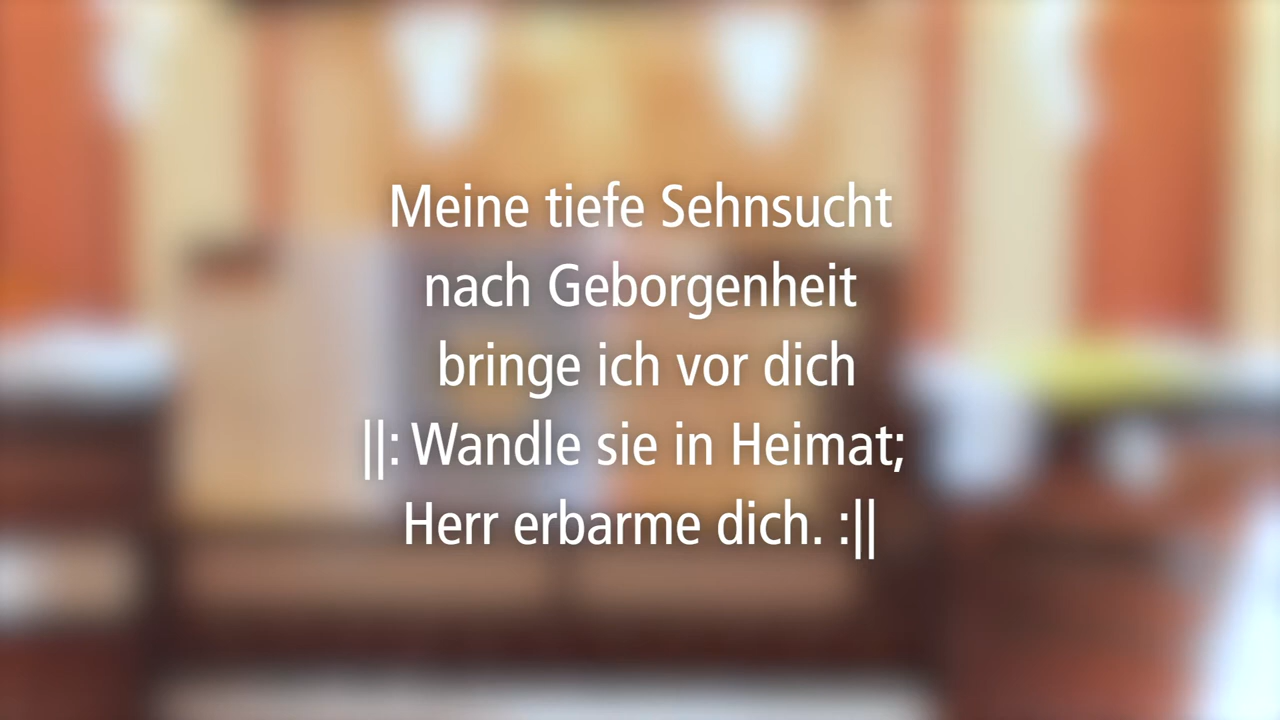 Meine tiefe Sehnsucht
nach Geborgenheit
bringe ich vor dich
||: Wandle sie in Heimat;
Herr erbarme dich. :||